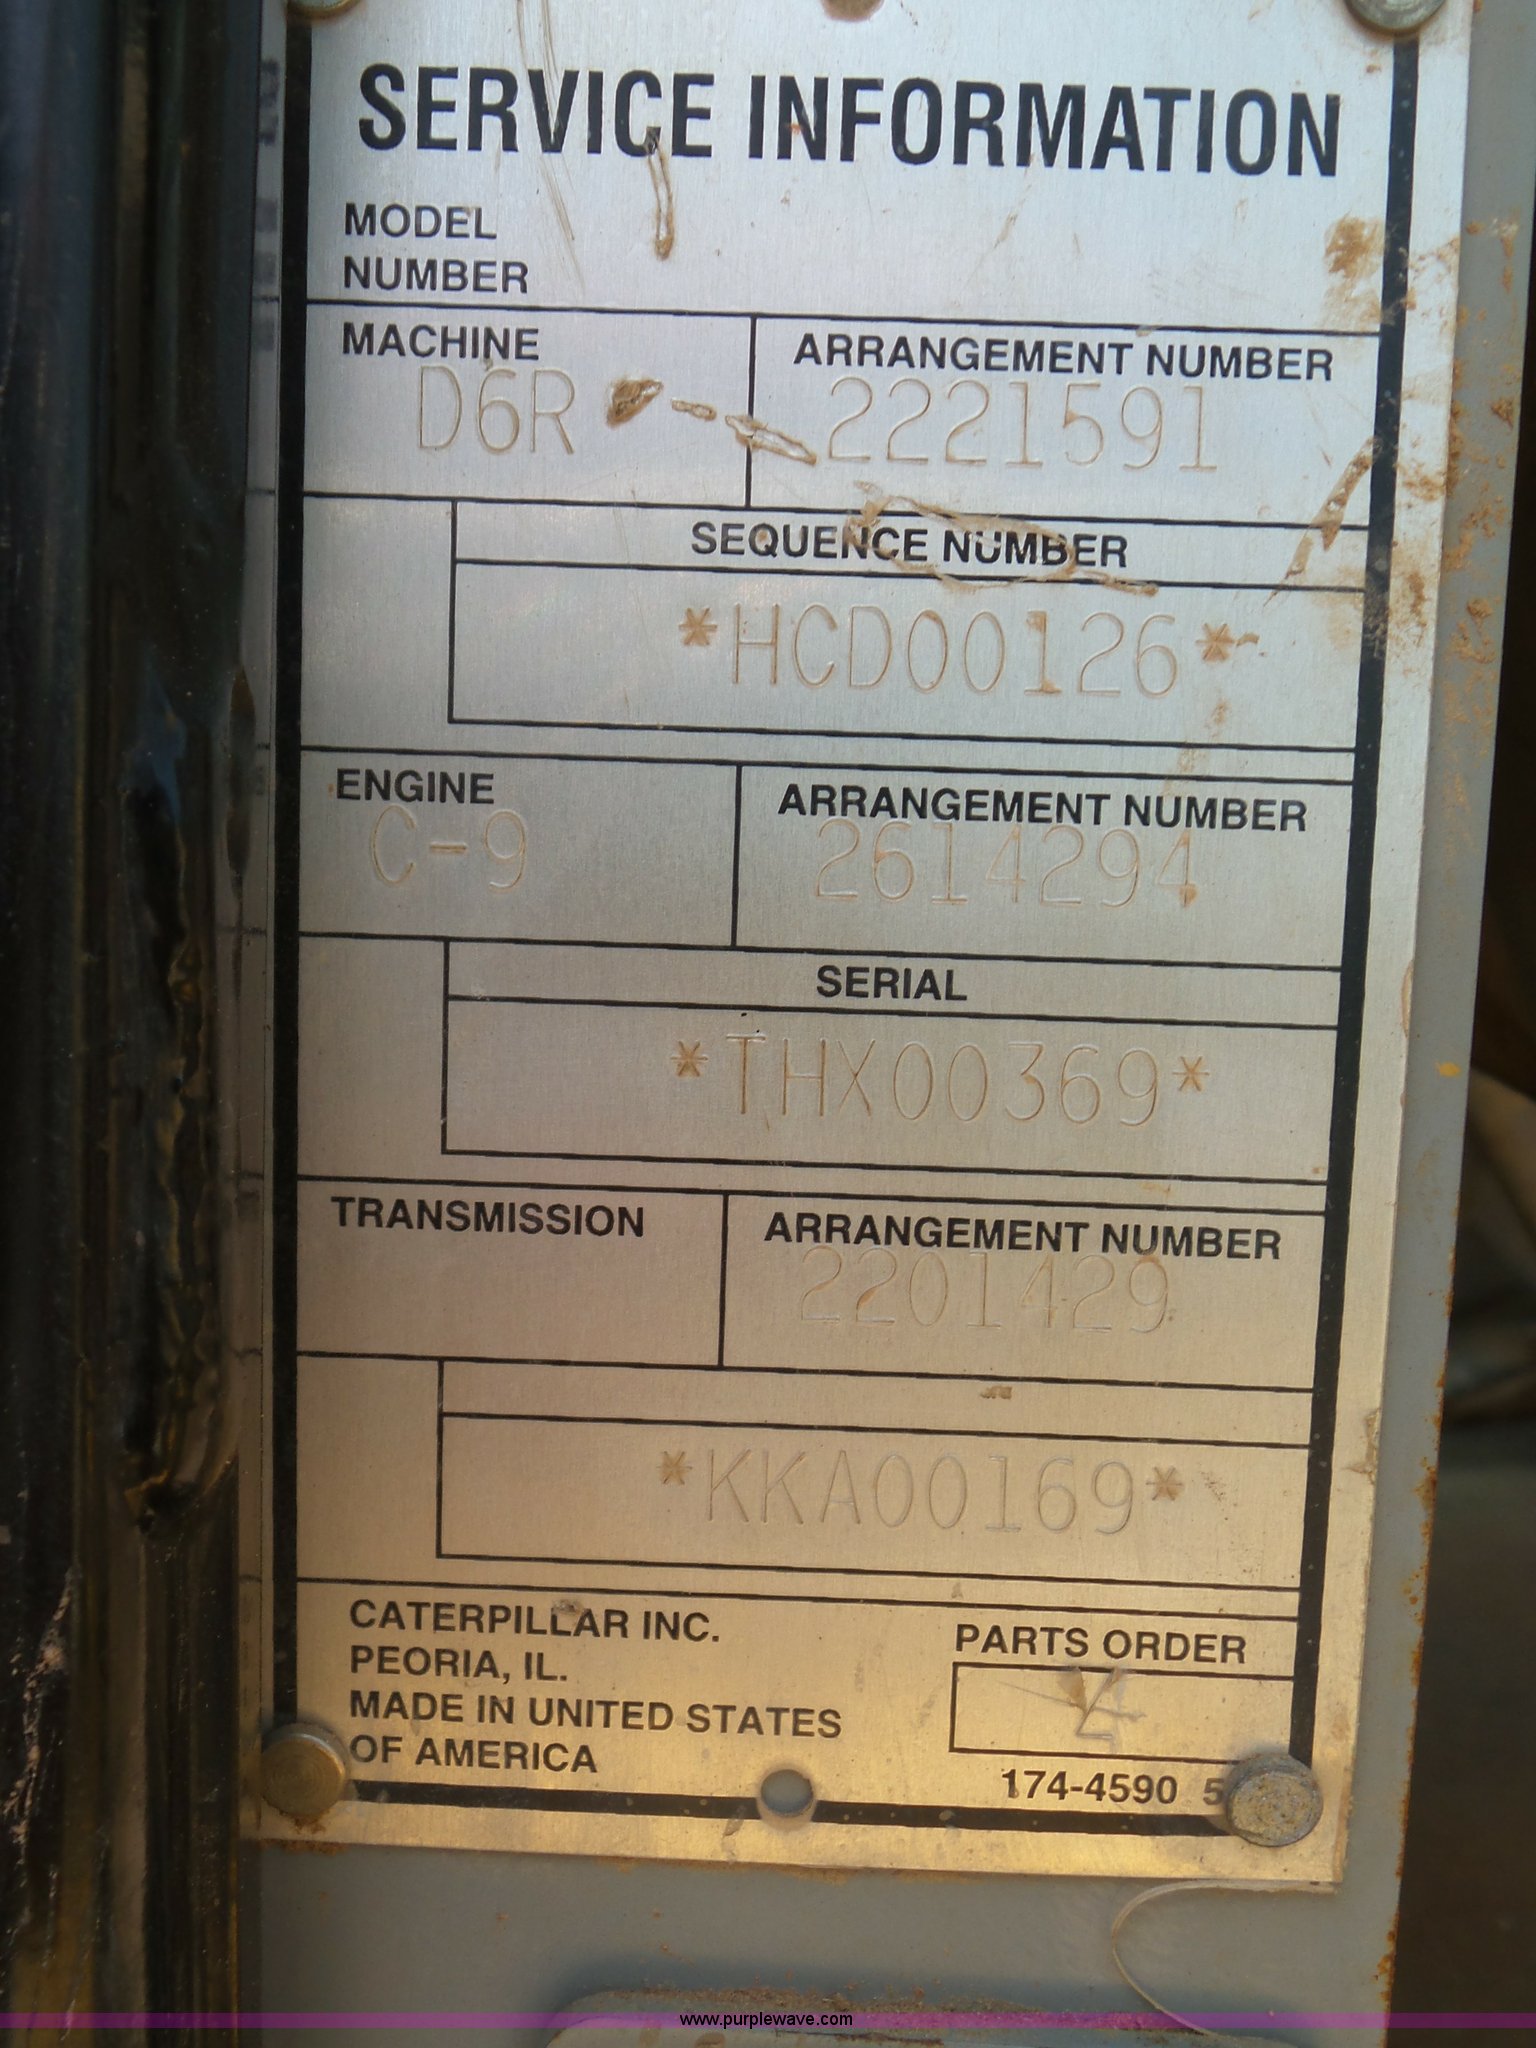 SERVICE INFORMATION
MODEL
NUMBER
MACHINE
ARRANGEMENT NUMBER
D6R
2221591
SEQUENCE NUMBER
*HCD00126*
ENGINE
ARRANGEMENT NUMBER
C-9
2614294
SERIAL
*THX00369*
TRANSMISSION
ARRANGEMENT NUMBER
2201429
*KKA00169*
CATERPILLAR INC.
PEORIA, IL.
MADE IN UNITED STATES
OF AMERICA
PARTS ORDER
174-4590 5
www.purplewave.com